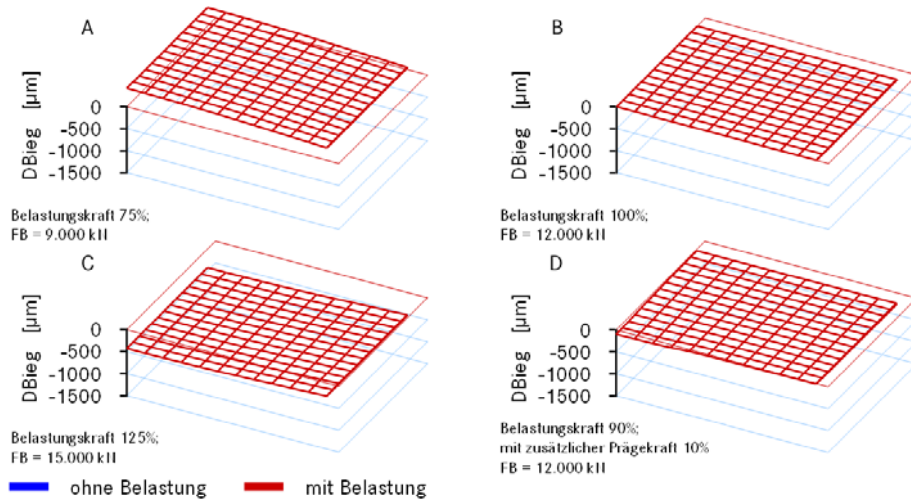 A
DBieg [µm]
0
-500
-1000
-1500
Belastungskraft 75%;
FB = 9.000 kN
B
DBieg [µm]
0
-500
-1000
-1500
Belastungskraft 100%;
FB = 12.000 kN
C
DBieg [µm]
0
-500
-1000
-1500
Belastungskraft 125%;
FB = 15.000 kN
D
DBieg [µm]
0
-500
-1000
-1500
Belastungskraft 90%;
mit zusätzlicher Prägekraft 10%
FB = 12.000 kN
ohne Belastung
mit Belastung